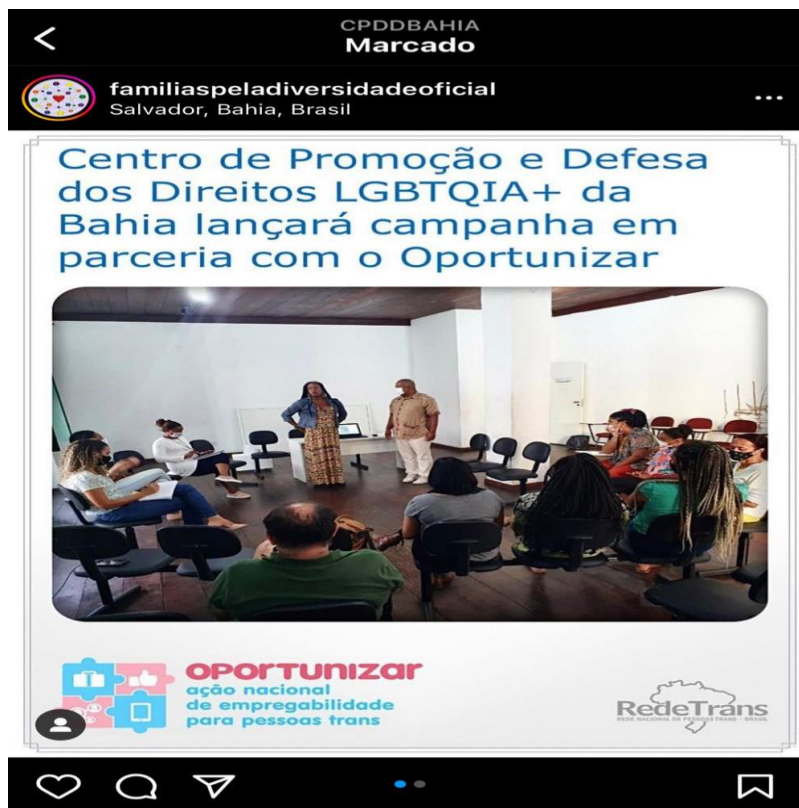 CPDDBAHIA
Marcado
familiaspeladiversidadeoficial
Salvador, Bahia, Brasil
Centro de Promoção e Defesa
dos Direitos LGBTQIA+ da
Bahia lançará campanha em
parceria com o Oportunizar
OPORTUNIZAR
ação nacional
de empregabilidade
para pessoas trans
RedeTrans
REDE NACIONAL DE PESSOAS TRANS - BRASIL